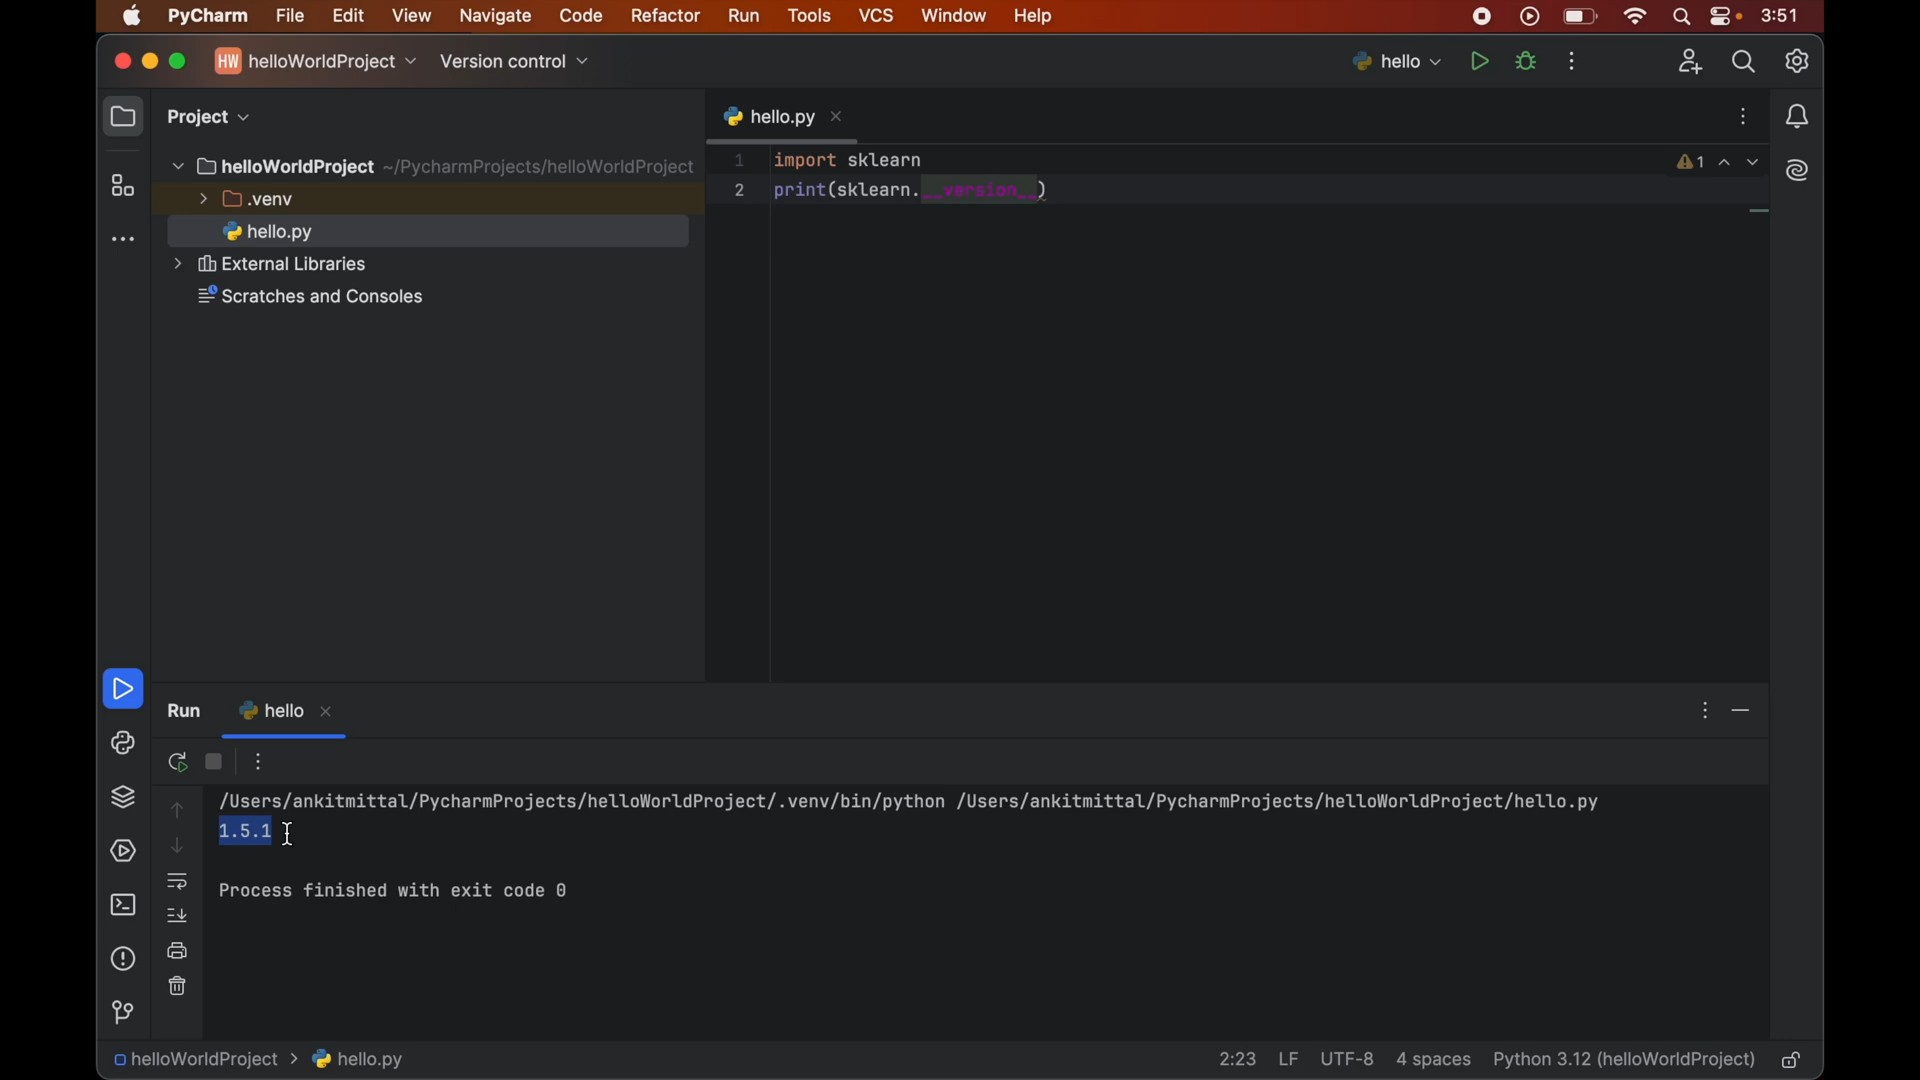 PyCharm File Edit View Navigate Code Refactor Run Tools VCS Window Help 3:51
HW helloWorldProject Version control hello
Project
hello.py
helloWorldProject ~/PycharmProjects/helloWorldProject
.venv
hello.py
External Libraries
Scratches and Consoles
1 import sklearn
2 print(sklearn.__version__)
1
Run hello
/Users/ankitmittal/PycharmProjects/helloWorldProject/.venv/bin/python /Users/ankitmittal/PycharmProjects/helloWorldProject/hello.py
1.5.1
Process finished with exit code 0
helloWorldProject > hello.py 2:23 LF UTF-8 4 spaces Python 3.12 (helloWorldProject)